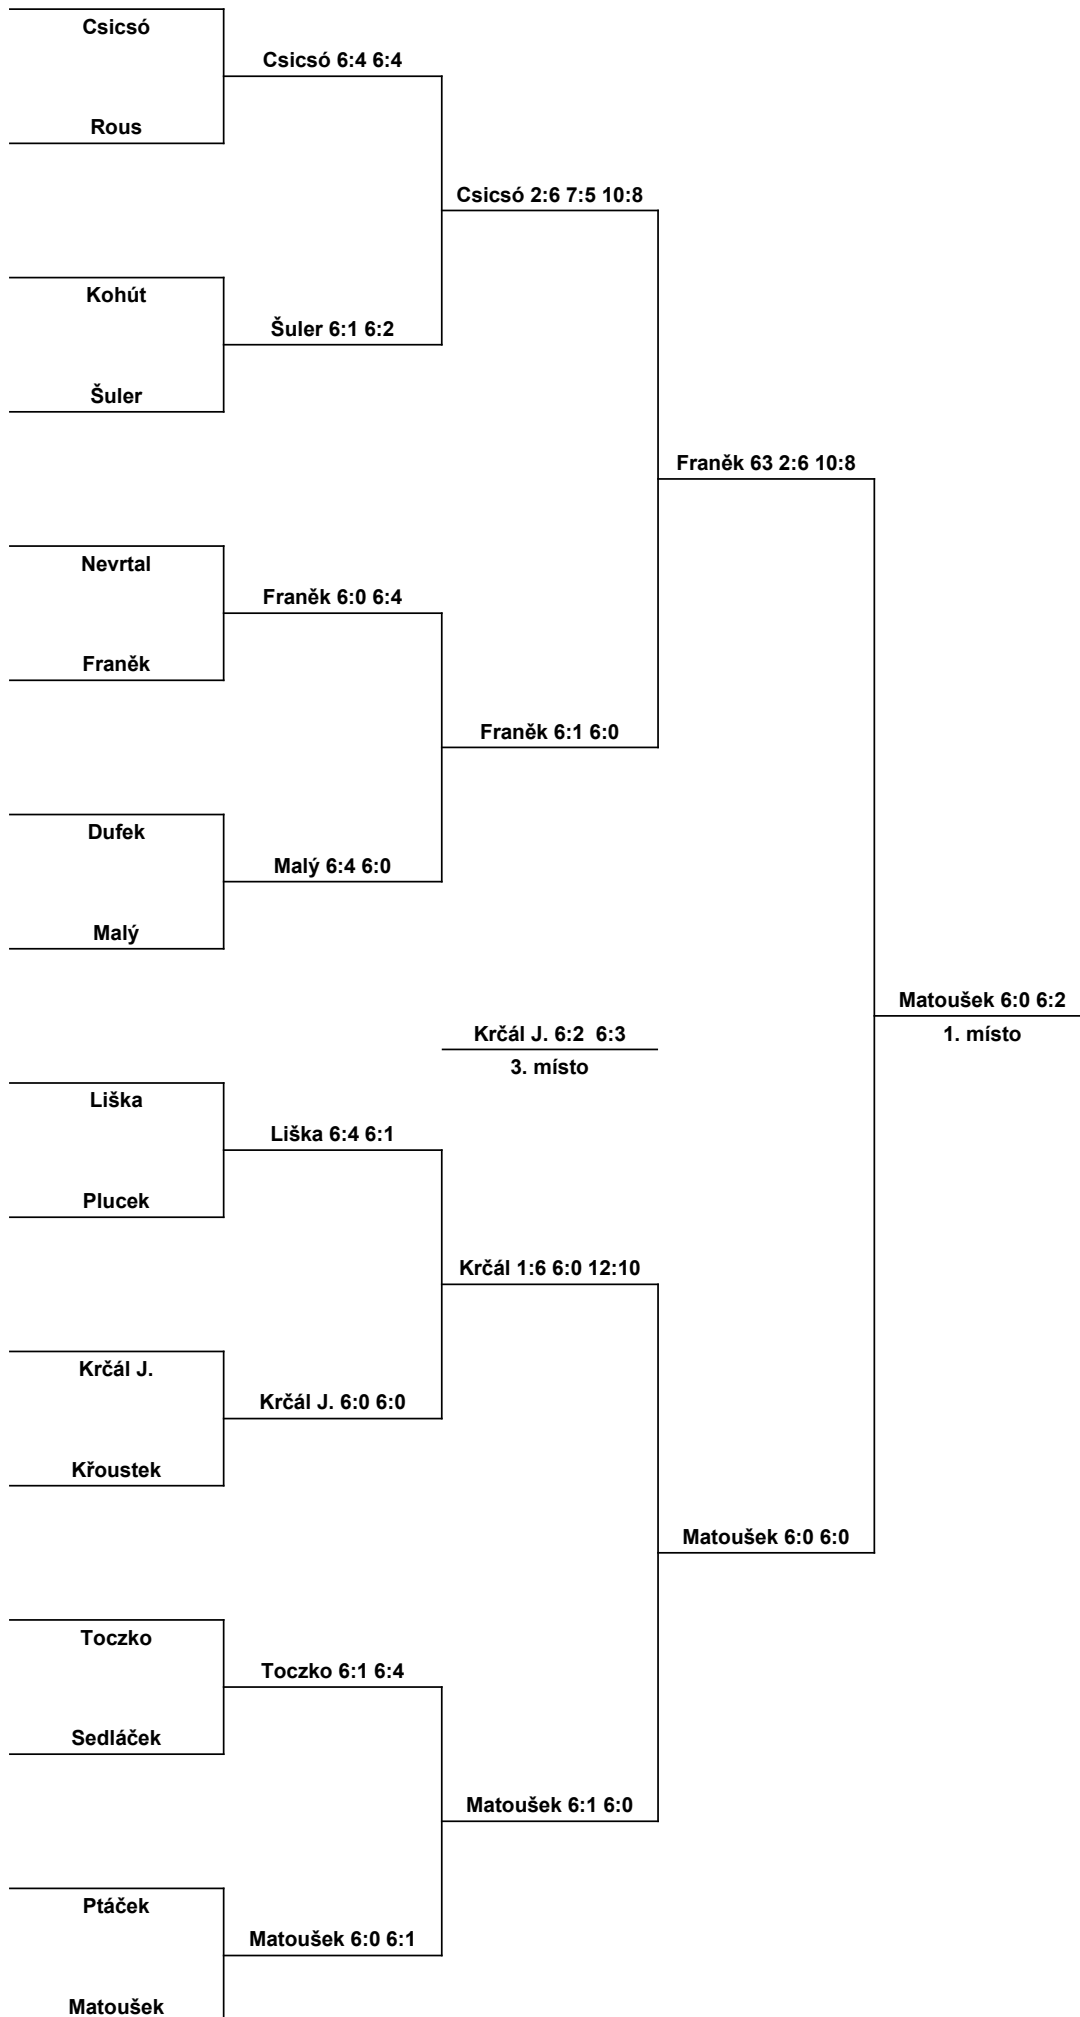 Csicsó
Csicsó 6:4 6:4
Rous
Csicsó 2:6 7:5 10:8
Kohút
Šuler 6:1 6:2
Šuler
Franěk 63 2:6 10:8
Nevrtal
Franěk 6:0 6:4
Franěk
Franěk 6:1 6:0
Dufek
Malý 6:4 6:0
Malý
Matoušek 6:0 6:2
1. místo
Krčál J. 6:2  6:3
3. místo
Liška
Liška 6:4 6:1
Plucek
Krčál 1:6 6:0 12:10
Krčál J.
Krčál J. 6:0 6:0
Křoustek
Matoušek 6:0 6:0
Toczko
Toczko 6:1 6:4
Sedláček
Matoušek 6:1 6:0
Ptáček
Matoušek 6:0 6:1
Matoušek